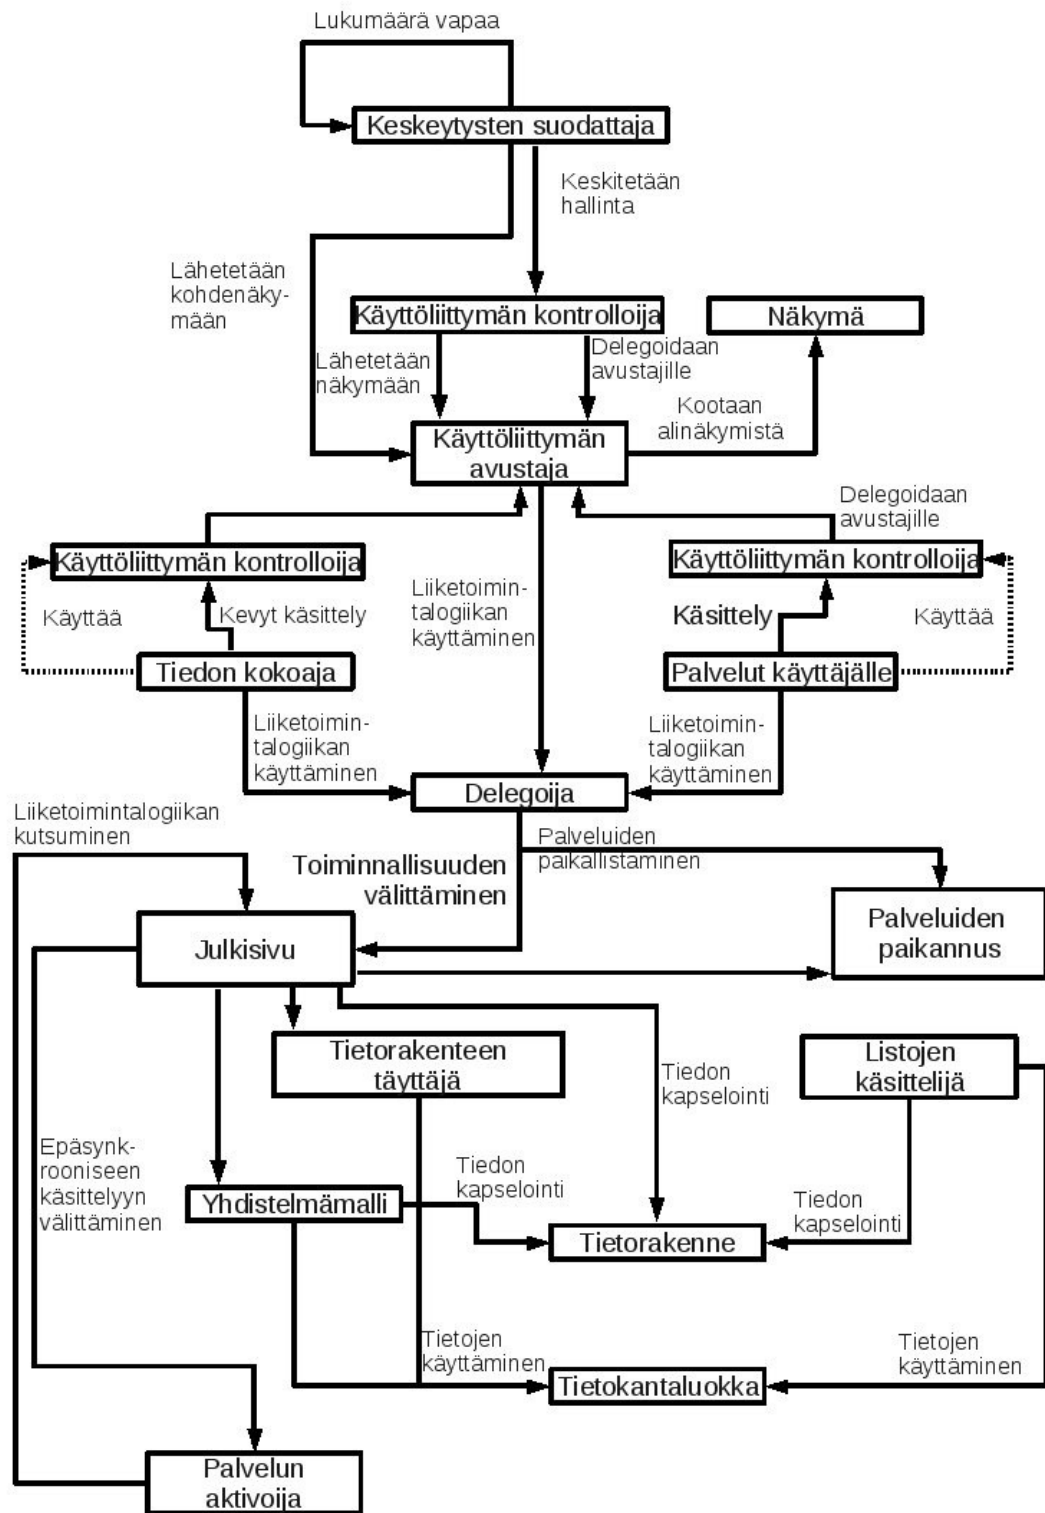 Lukumäärä vapaa
Keskeytysten suodattaja
Keskitetään
hallinta
Lähetetään
kohdenäky-
mään
Käyttöliittymän kontrolloija
Näkymä
Lähetetään
näkymään
Delegoidaan
avustajille
Kootaan
alinäkymistä
Käyttöliittymän
avustaja
Delegoidaan
avustajille
Käyttöliittymän kontrolloija
Käyttöliittymän kontrolloija
Käyttää
Kevyt käsittely
Liiketoimin-
talogiikan
käyttäminen
Käsittely
Käyttää
Tiedon kokoaja
Palvelut käyttäjälle
Liiketoimin-
talogiikan
käyttäminen
Liiketoimin-
talogiikan
käyttäminen
Delegoija
Liiketoimintalogiikan
kutsuminen
Toiminnallisuuden
välittäminen
Palveluiden
paikallistaminen
Julkisivu
Palveluiden
paikannus
Tietorakenteen
täyttäjä
Tiedon
kapselointi
Listojen
käsittelijä
Epäsynk-
rooniseen
käsittelyyn
välittäminen
Yhdistelmämalli
Tiedon
kapselointi
Tiedon
kapselointi
Tietorakenne
Tietojen
käyttäminen
Tietojen
käyttäminen
Tietokantaluokka
Palvelun
aktivoija